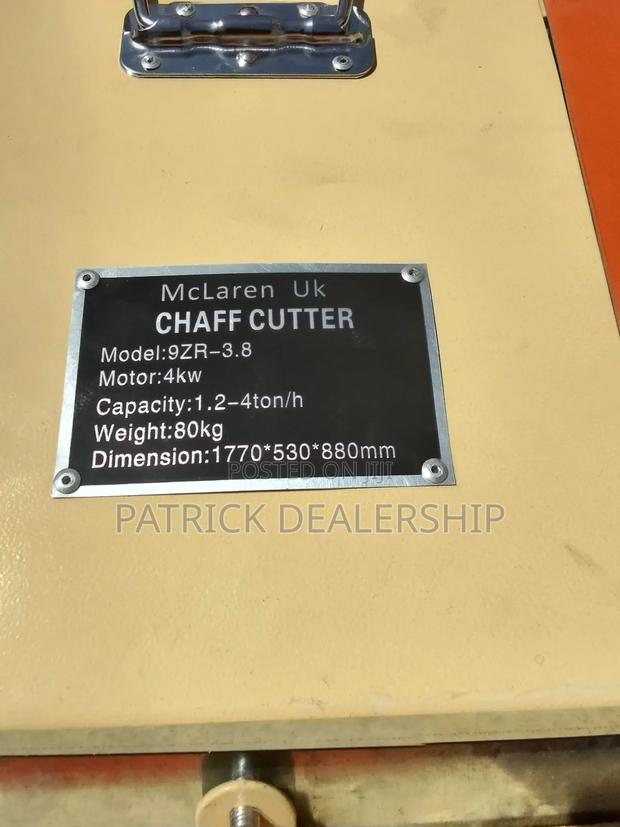 McLaren Uk
CHAFF CUTTER
Model:9ZR-3.8
Motor:4kw
Capacity:1.2-4ton/h
Weight:80kg
Dimension:1770*530*880mm
POSTED ON JIJI
PATRICK DEALERSHIP